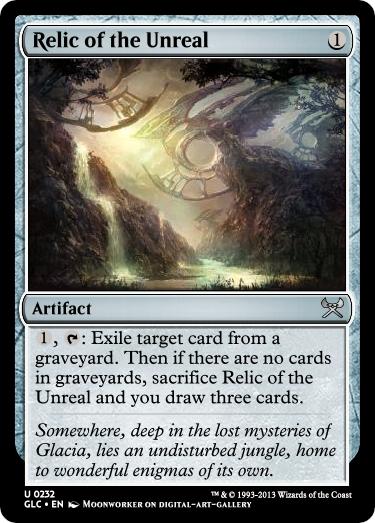 Relic of the Unreal 1
Artifact
1, : Exile target card from a
graveyard. Then if there are no cards
in graveyards, sacrifice Relic of the
Unreal and you draw three cards.
Somewhere, deep in the lost mysteries of
Glacia, lies an undisturbed jungle, home
to wonderful enigmas of its own.
U 0232
GLC • EN Moonworker on digital-art-gallery
™ & © 1993-2013 Wizards of the Coast